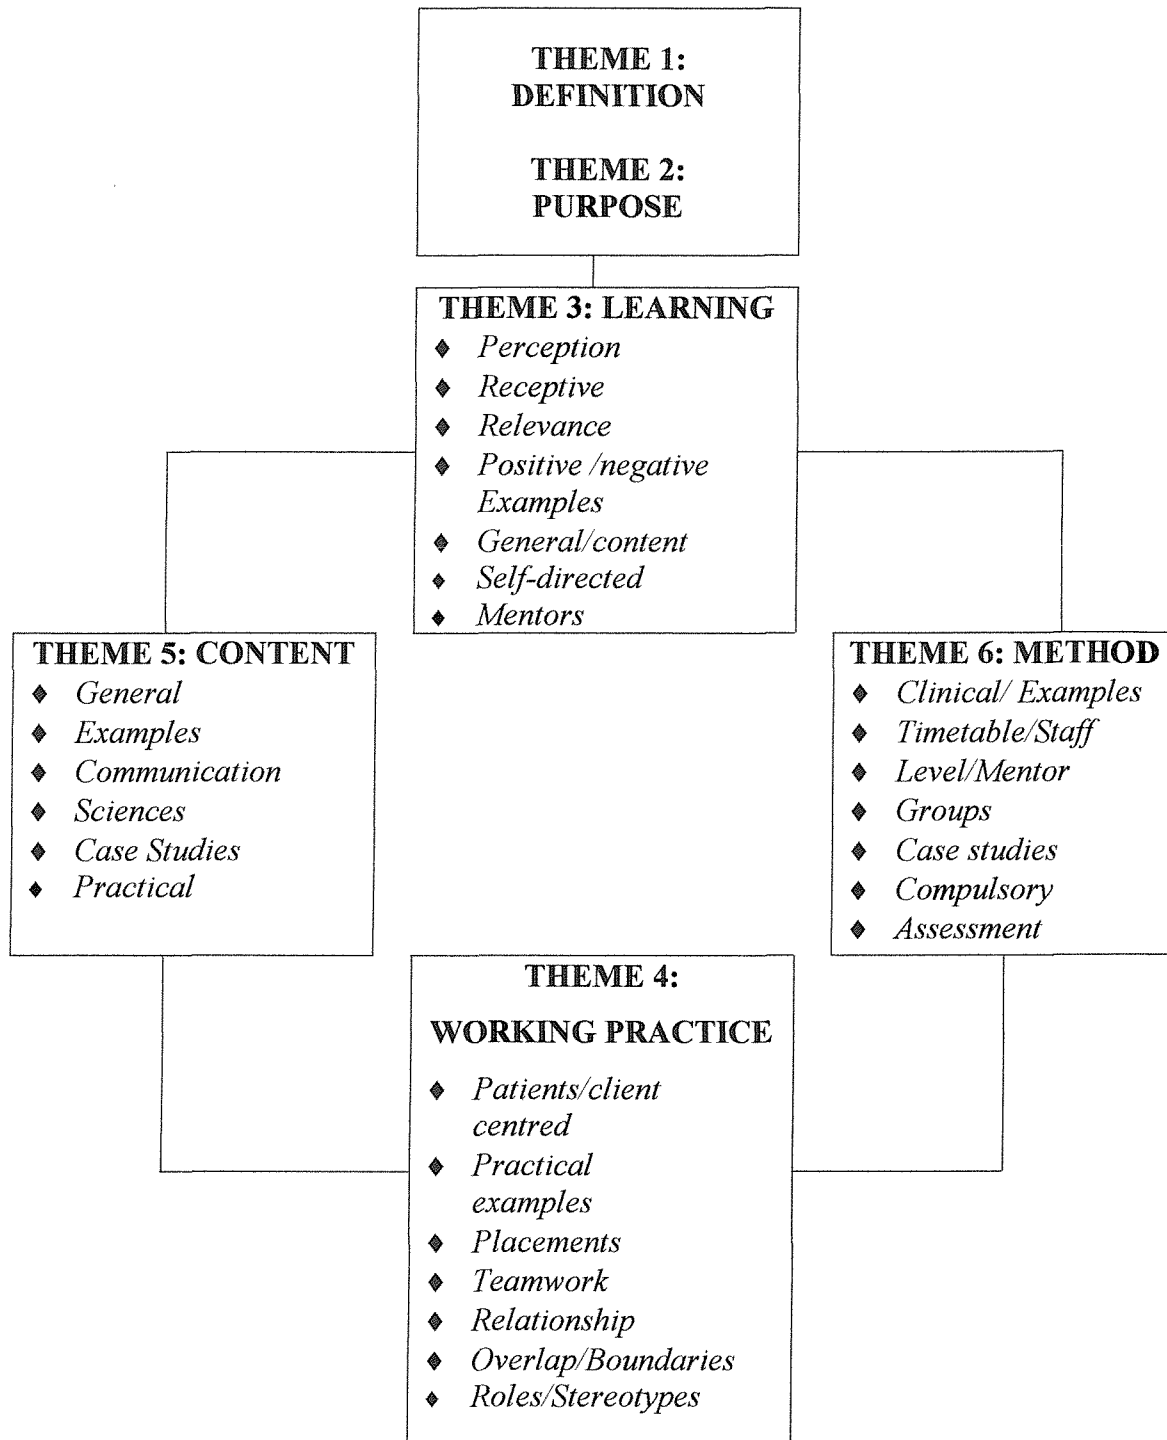 THEME 1:
DEFINITION
THEME 2:
PURPOSE
THEME 3: LEARNING
♦ Perception
♦ Receptive
♦ Relevance
♦ Positive /negative
Examples
♦ General/content
♦ Self-directed
♦ Mentors
THEME 5: CONTENT
♦ General
♦ Examples
♦ Communication
♦ Sciences
♦ Case Studies
♦ Practical
THEME 6: METHOD
♦ Clinical/ Examples
♦ Timetable/Staff
♦ Level/Mentor
♦ Groups
♦ Case studies
♦ Compulsory
♦ Assessment
THEME 4:
WORKING PRACTICE
♦ Patients/client
centred
♦ Practical
examples
♦ Placements
♦ Teamwork
♦ Relationship
♦ Overlap/Boundaries
♦ Roles/Stereotypes